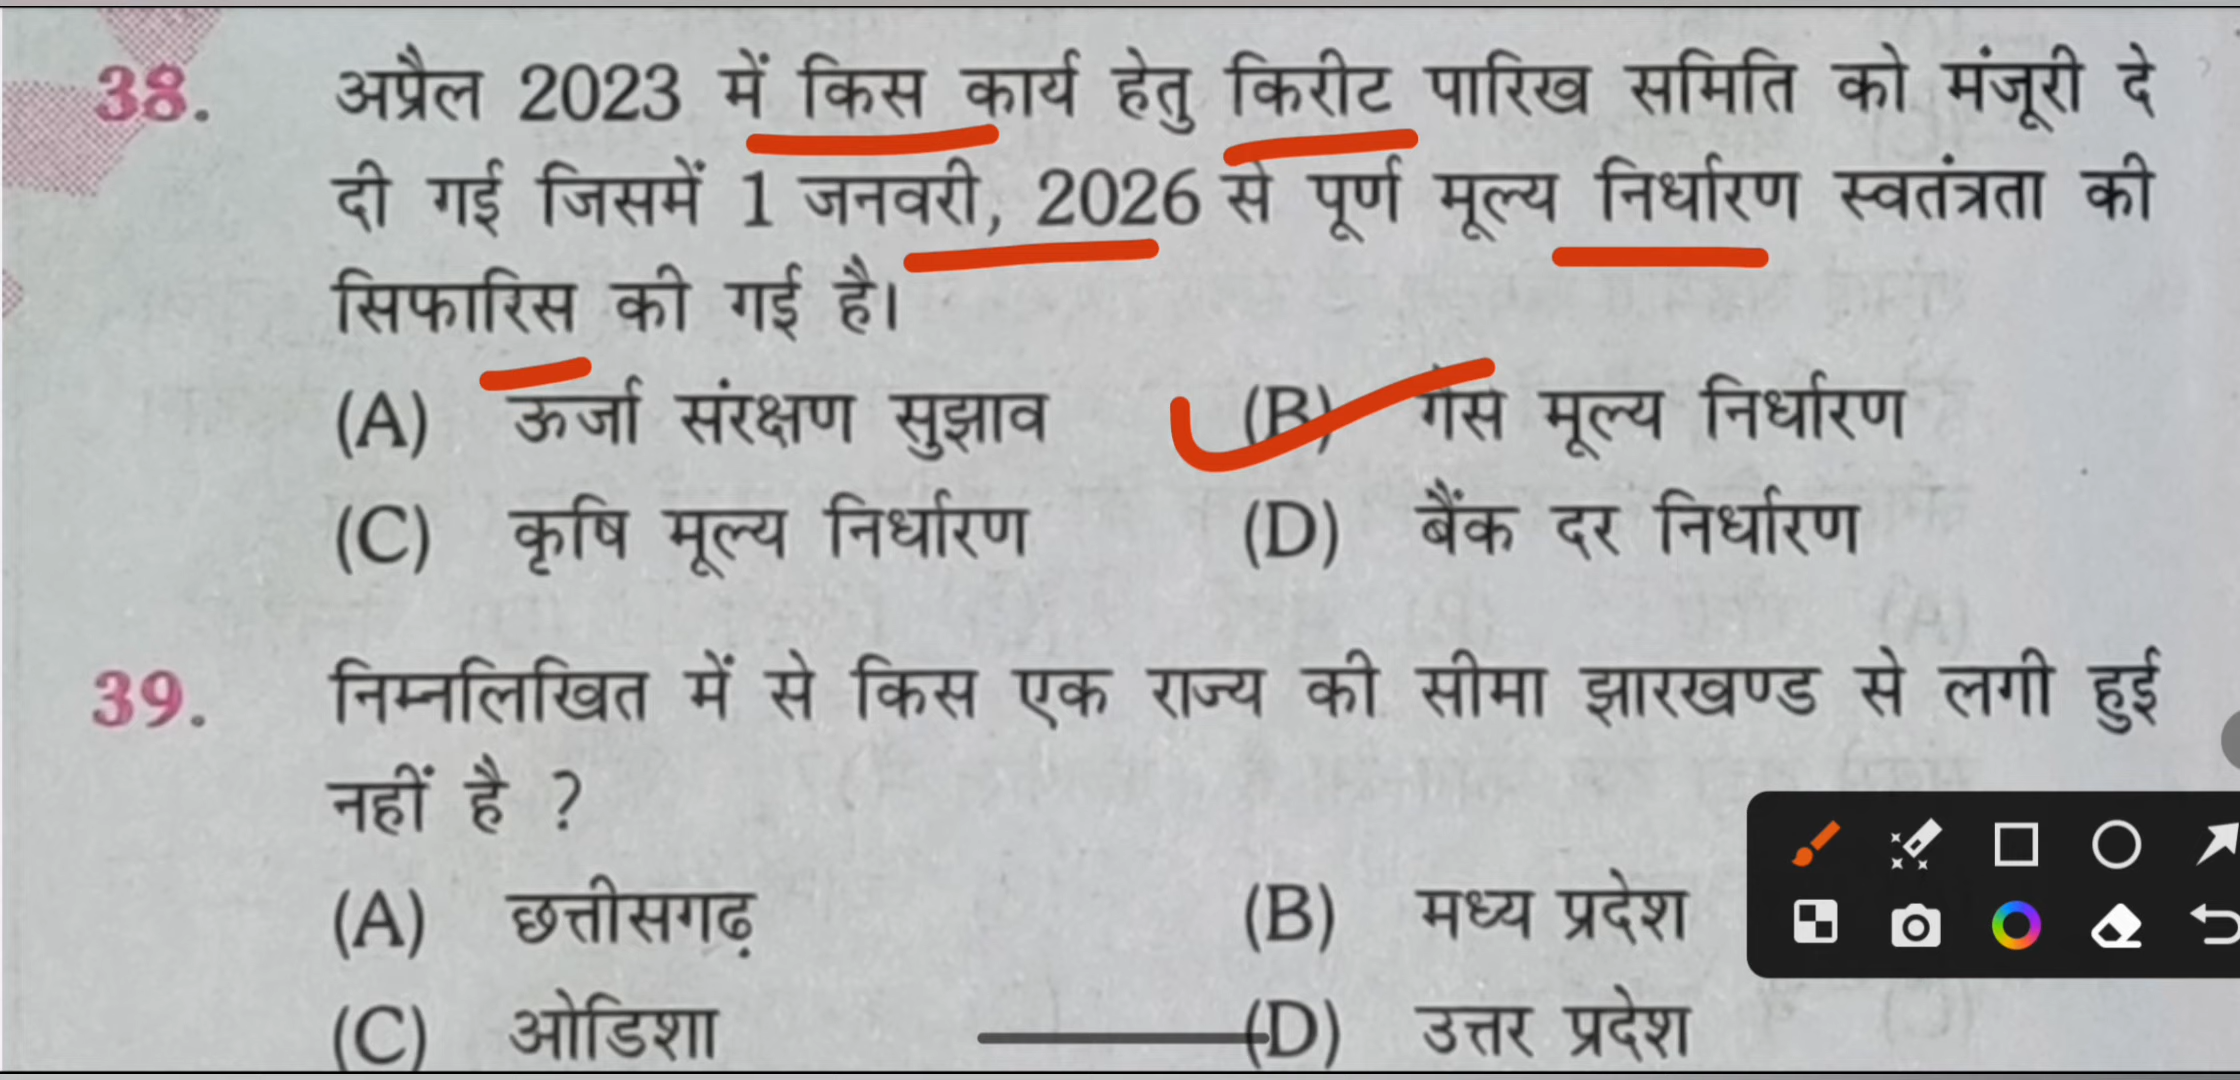 38. अप्रैल 2023 में किस कार्य हेतु किरीट पारिख समिति को मंजूरी दे
दी गई जिसमें 1 जनवरी, 2026 से पूर्ण मूल्य निर्धारण स्वतंत्रता की
सिफारिस की गई है।
(A) ऊर्जा संरक्षण सुझाव (B) गैस मूल्य निर्धारण
(C) कृषि मूल्य निर्धारण (D) बैंक दर निर्धारण
39. निम्नलिखित में से किस एक राज्य की सीमा झारखण्ड से लगी हुई
नहीं है ?
(A) छत्तीसगढ़ (B) मध्य प्रदेश
(C) ओडिशा (D) उत्तर प्रदेश